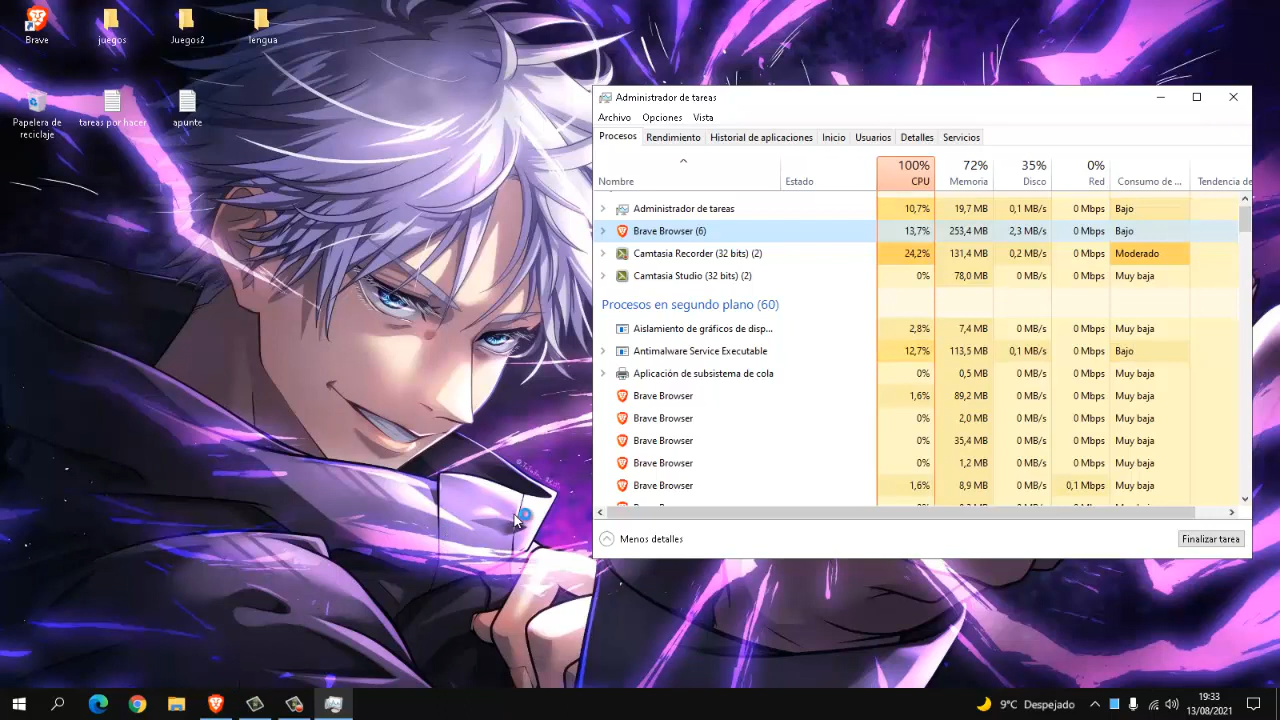 Brave
juegos
Juegos2
lengua
Papelera de
reciclaje
tareas por hacer
apunte
Administrador de tareas
Archivo Opciones Vista
Procesos Rendimiento Historial de aplicaciones Inicio Usuarios Detalles Servicios
100% 72% 35% 0%
Nombre Estado CPU Memoria Disco Red Consumo de ... Tendencia de
Administrador de tareas 10,7% 19,7 MB 0,1 MB/s 0 Mbps Bajo
Brave Browser (6) 13,7% 253,4 MB 2,3 MB/s 0 Mbps Bajo
Camtasia Recorder (32 bits) (2) 24,2% 131,4 MB 0,2 MB/s 0 Mbps Moderado
Camtasia Studio (32 bits) (2) 0% 78,0 MB 0 MB/s 0 Mbps Muy baja
Procesos en segundo plano (60)
Aislamiento de gráficos de disp... 2,8% 7,4 MB 0 MB/s 0 Mbps Muy baja
Antimalware Service Executable 12,7% 113,5 MB 0,1 MB/s 0 Mbps Bajo
Aplicación de subsistema de cola 0% 0,5 MB 0 MB/s 0 Mbps Muy baja
Brave Browser 1,6% 89,2 MB 0 MB/s 0 Mbps Muy baja
Brave Browser 0% 2,0 MB 0 MB/s 0 Mbps Muy baja
Brave Browser 0% 35,4 MB 0 MB/s 0 Mbps Muy baja
Brave Browser 0% 1,2 MB 0 MB/s 0 Mbps Muy baja
Brave Browser 1,6% 8,9 MB 0 MB/s 0,1 Mbps Muy baja
Menos detalles
Finalizar tarea
9°C Despejado
19:33
13/08/2021